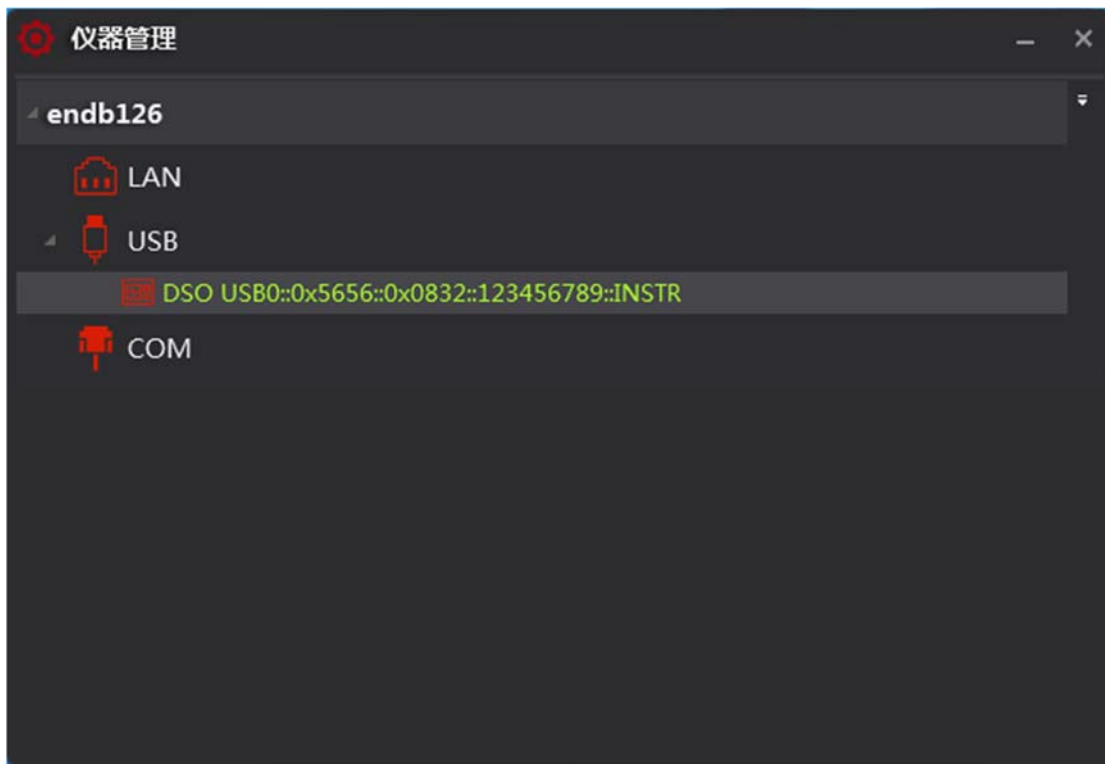 仪器管理
endb126
LAN
USB
DSO USB0::0x5656::0x0832::123456789::INSTR
COM